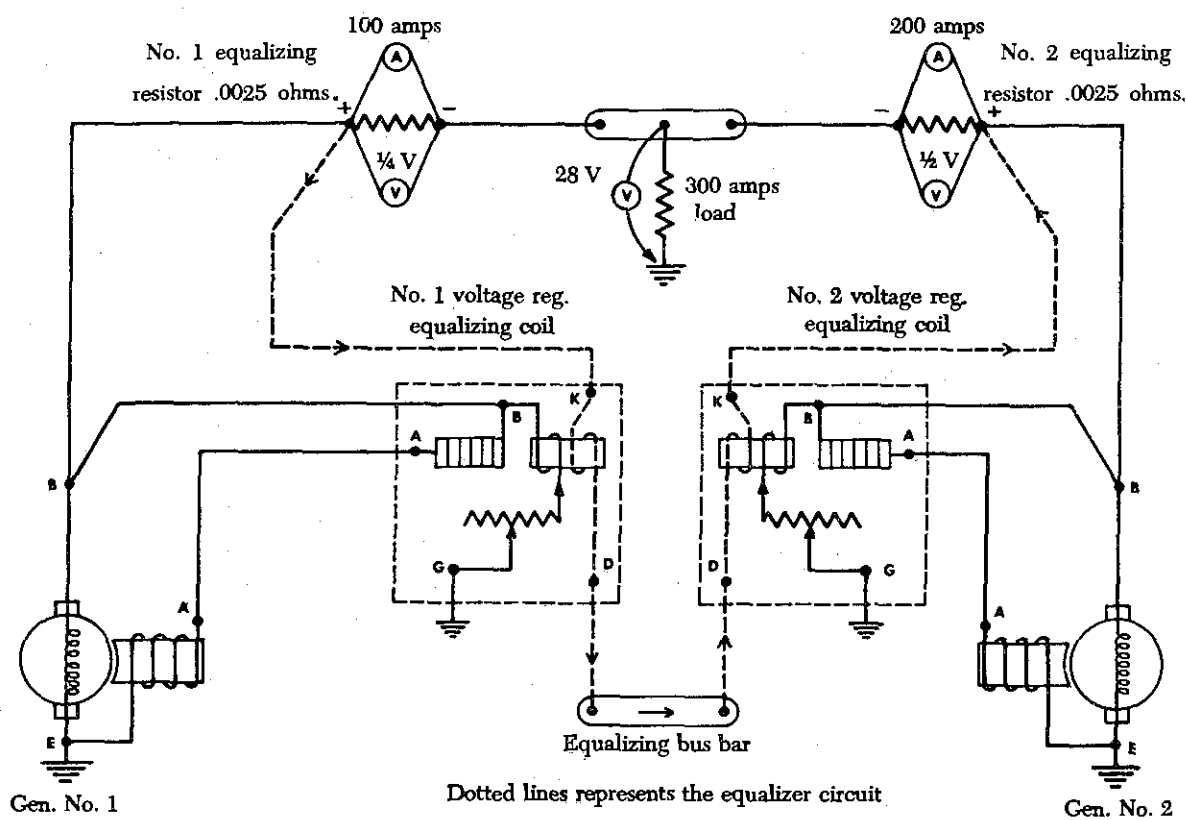 100 amps
200 amps
No. 1 equalizing
resistor .0025 ohms.
No. 2 equalizing
resistor .0025 ohms.
A
A
+
-
-
+
¼ V
½ V
V
V
28 V
V
300 amps
load
No. 1 voltage reg.
equalizing coil
No. 2 voltage reg.
equalizing coil
K
K
B
B
A
A
B
B
G
D
D
G
A
A
E
E
Equalizing bus bar
Dotted lines represents the equalizer circuit
Gen. No. 1
Gen. No. 2